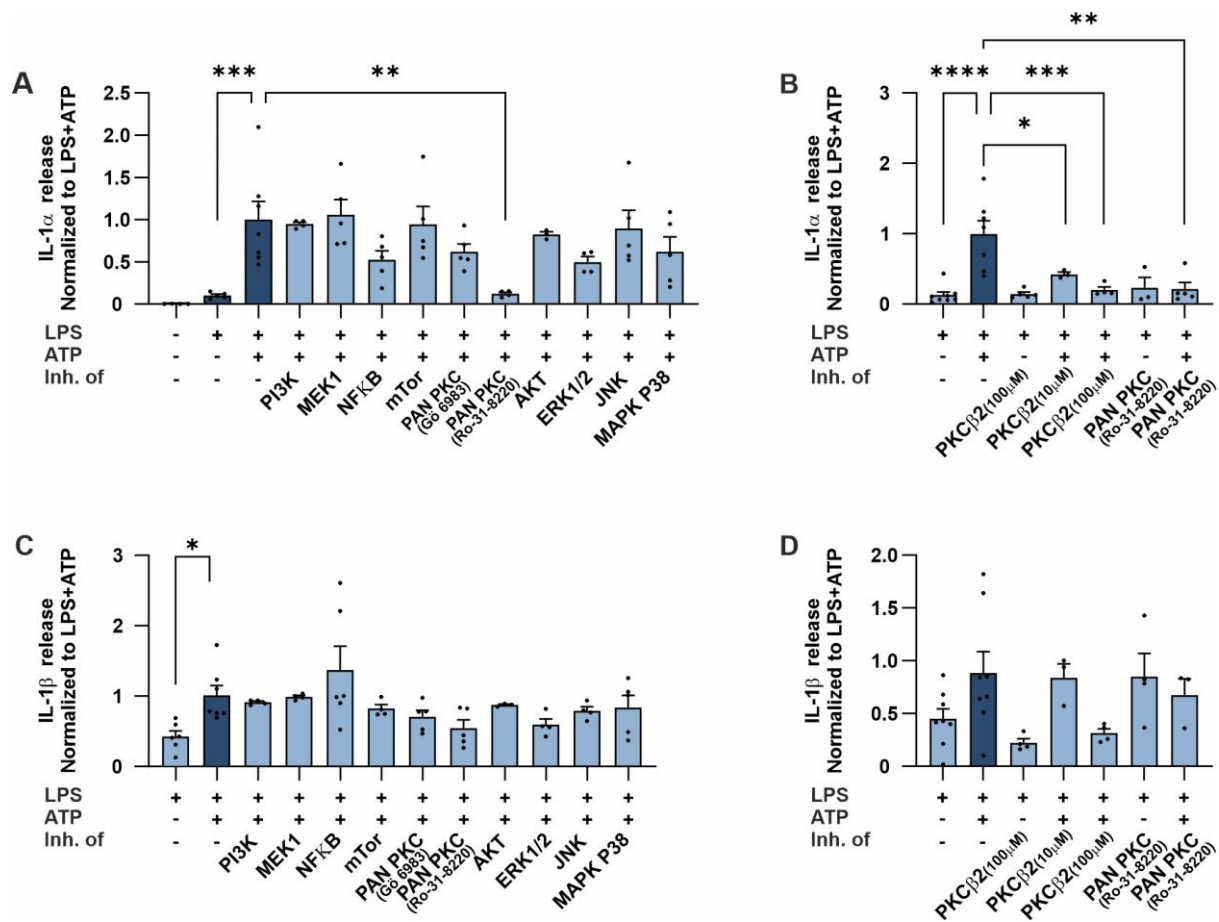 A
IL-1α release
Normalized to LPS+ATP
2.5
2.0
1.5
1.0
0.5
0
***
**
LPS - + + + + + + + + + + + +
ATP - - + + + + + + + + + + +
Inh. of - - -
PI3K
MEK1
NFκB
mTor
PAN PKC
(Gö 6983)
PAN PKC
(Ro-31-8220)
AKT
ERK1/2
JNK
MAPK P38
B
IL-1α release
Normalized to LPS+ATP
3
2
1
0
**
**** ***
*
LPS + + + + + + +
ATP - + - + + - +
Inh. of - -
PKCβ2(100μM)
PKCβ2(10μM)
PKCβ2(100μM)
PAN PKC
(Ro-31-8220)
PAN PKC
(Ro-31-8220)
C
IL-1β release
Normalized to LPS+ATP
3
2
1
0
*
LPS + + + + + + + + + + + +
ATP - + + + + + + + + + + +
Inh. of - -
PI3K
MEK1
NFκB
mTor
PAN PKC
(Gö 6983)
PAN PKC
(Ro-31-8220)
AKT
ERK1/2
JNK
MAPK P38
D
IL-1β release
Normalized to LPS+ATP
2.0
1.5
1.0
0.5
0
LPS + + + + + + +
ATP - + - + + - +
Inh. of - -
PKCβ2(100μM)
PKCβ2(10μM)
PKCβ2(100μM)
PAN PKC
(Ro-31-8220)
PAN PKC
(Ro-31-8220)